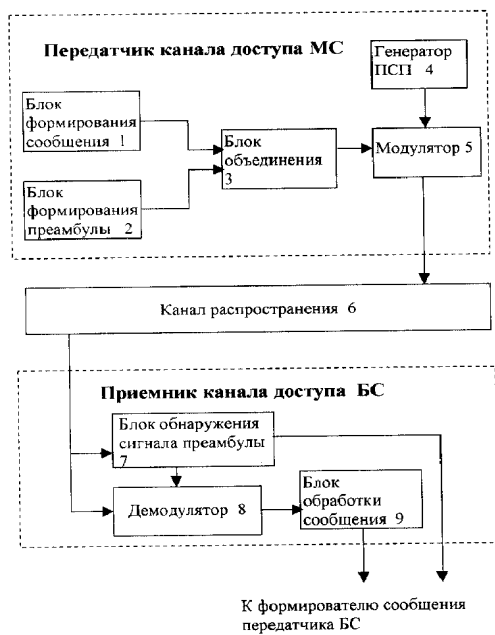 Передатчик канала доступа МС
Генератор
ПСП 4
Блок
формирования
сообщения 1
Блок
объединения
3
Модулятор 5
Блок
формирования
преамбулы 2
Канал распространения 6
Приемник канала доступа БС
Блок обнаружения
сигнала преамбулы
7
Демодулятор 8
Блок
обработки
сообщения 9
К формирователю сообщения
передатчика БС